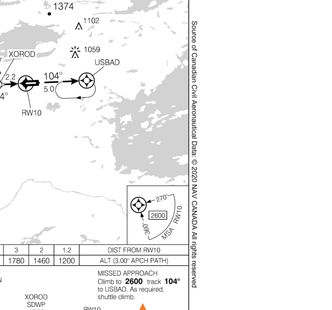 1374
1102
1059
XOROD
USBAD
2.2
104°
5.0
4°
RW10
270°
2600
360°
MSA RW10
Source of Canadian Civil Aeronautical Data: © 2020 NAV CANADA All rights reserved
3 2 1.2 DIST FROM RW10
1780 1460 1200 ALT (3.00° APCH PATH)
MISSED APPROACH
Climb to 2600 track 104°
to USBAD. As required,
shuttle climb.
XOROD
SDWP
RW10